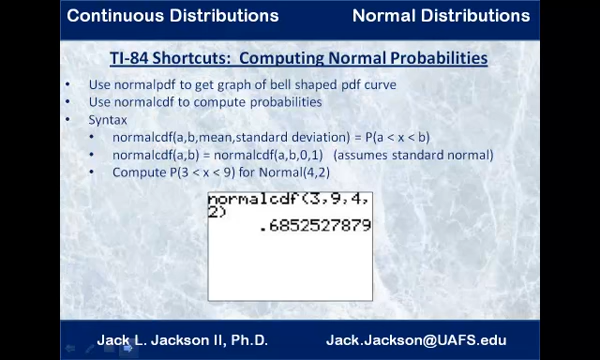 Continuous Distributions
Normal Distributions
TI-84 Shortcuts: Computing Normal Probabilities
• Use normalpdf to get graph of bell shaped pdf curve
• Use normalcdf to compute probabilities
• Syntax
• normalcdf(a,b,mean,standard deviation) = P(a < x < b)
• normalcdf(a,b) = normalcdf(a,b,0,1) (assumes standard normal)
• Compute P(3 < x < 9) for Normal(4,2)
normalcdf(3,9,4,
2)
.6852527879
Jack L. Jackson II, Ph.D.
Jack.Jackson@UAFS.edu